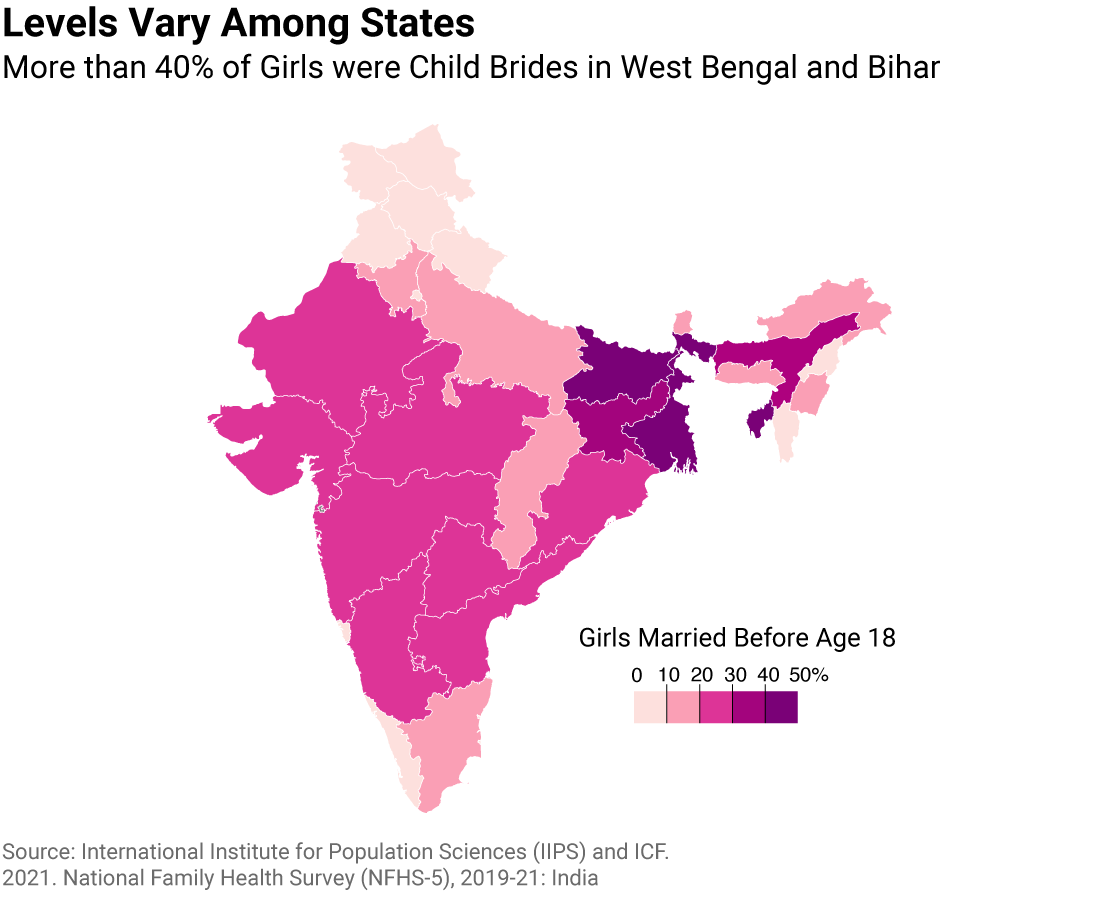 Levels Vary Among States
More than 40% of Girls were Child Brides in West Bengal and Bihar
Girls Married Before Age 18
0 10 20 30 40 50%
Source: International Institute for Population Sciences (IIPS) and ICF.
2021. National Family Health Survey (NFHS-5), 2019-21: India